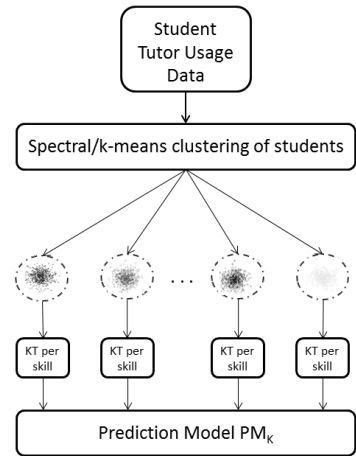 Student
Tutor Usage
Data
Spectral/k-means clustering of students
...
KT per
skill
KT per
skill
KT per
skill
KT per
skill
Prediction Model PMK